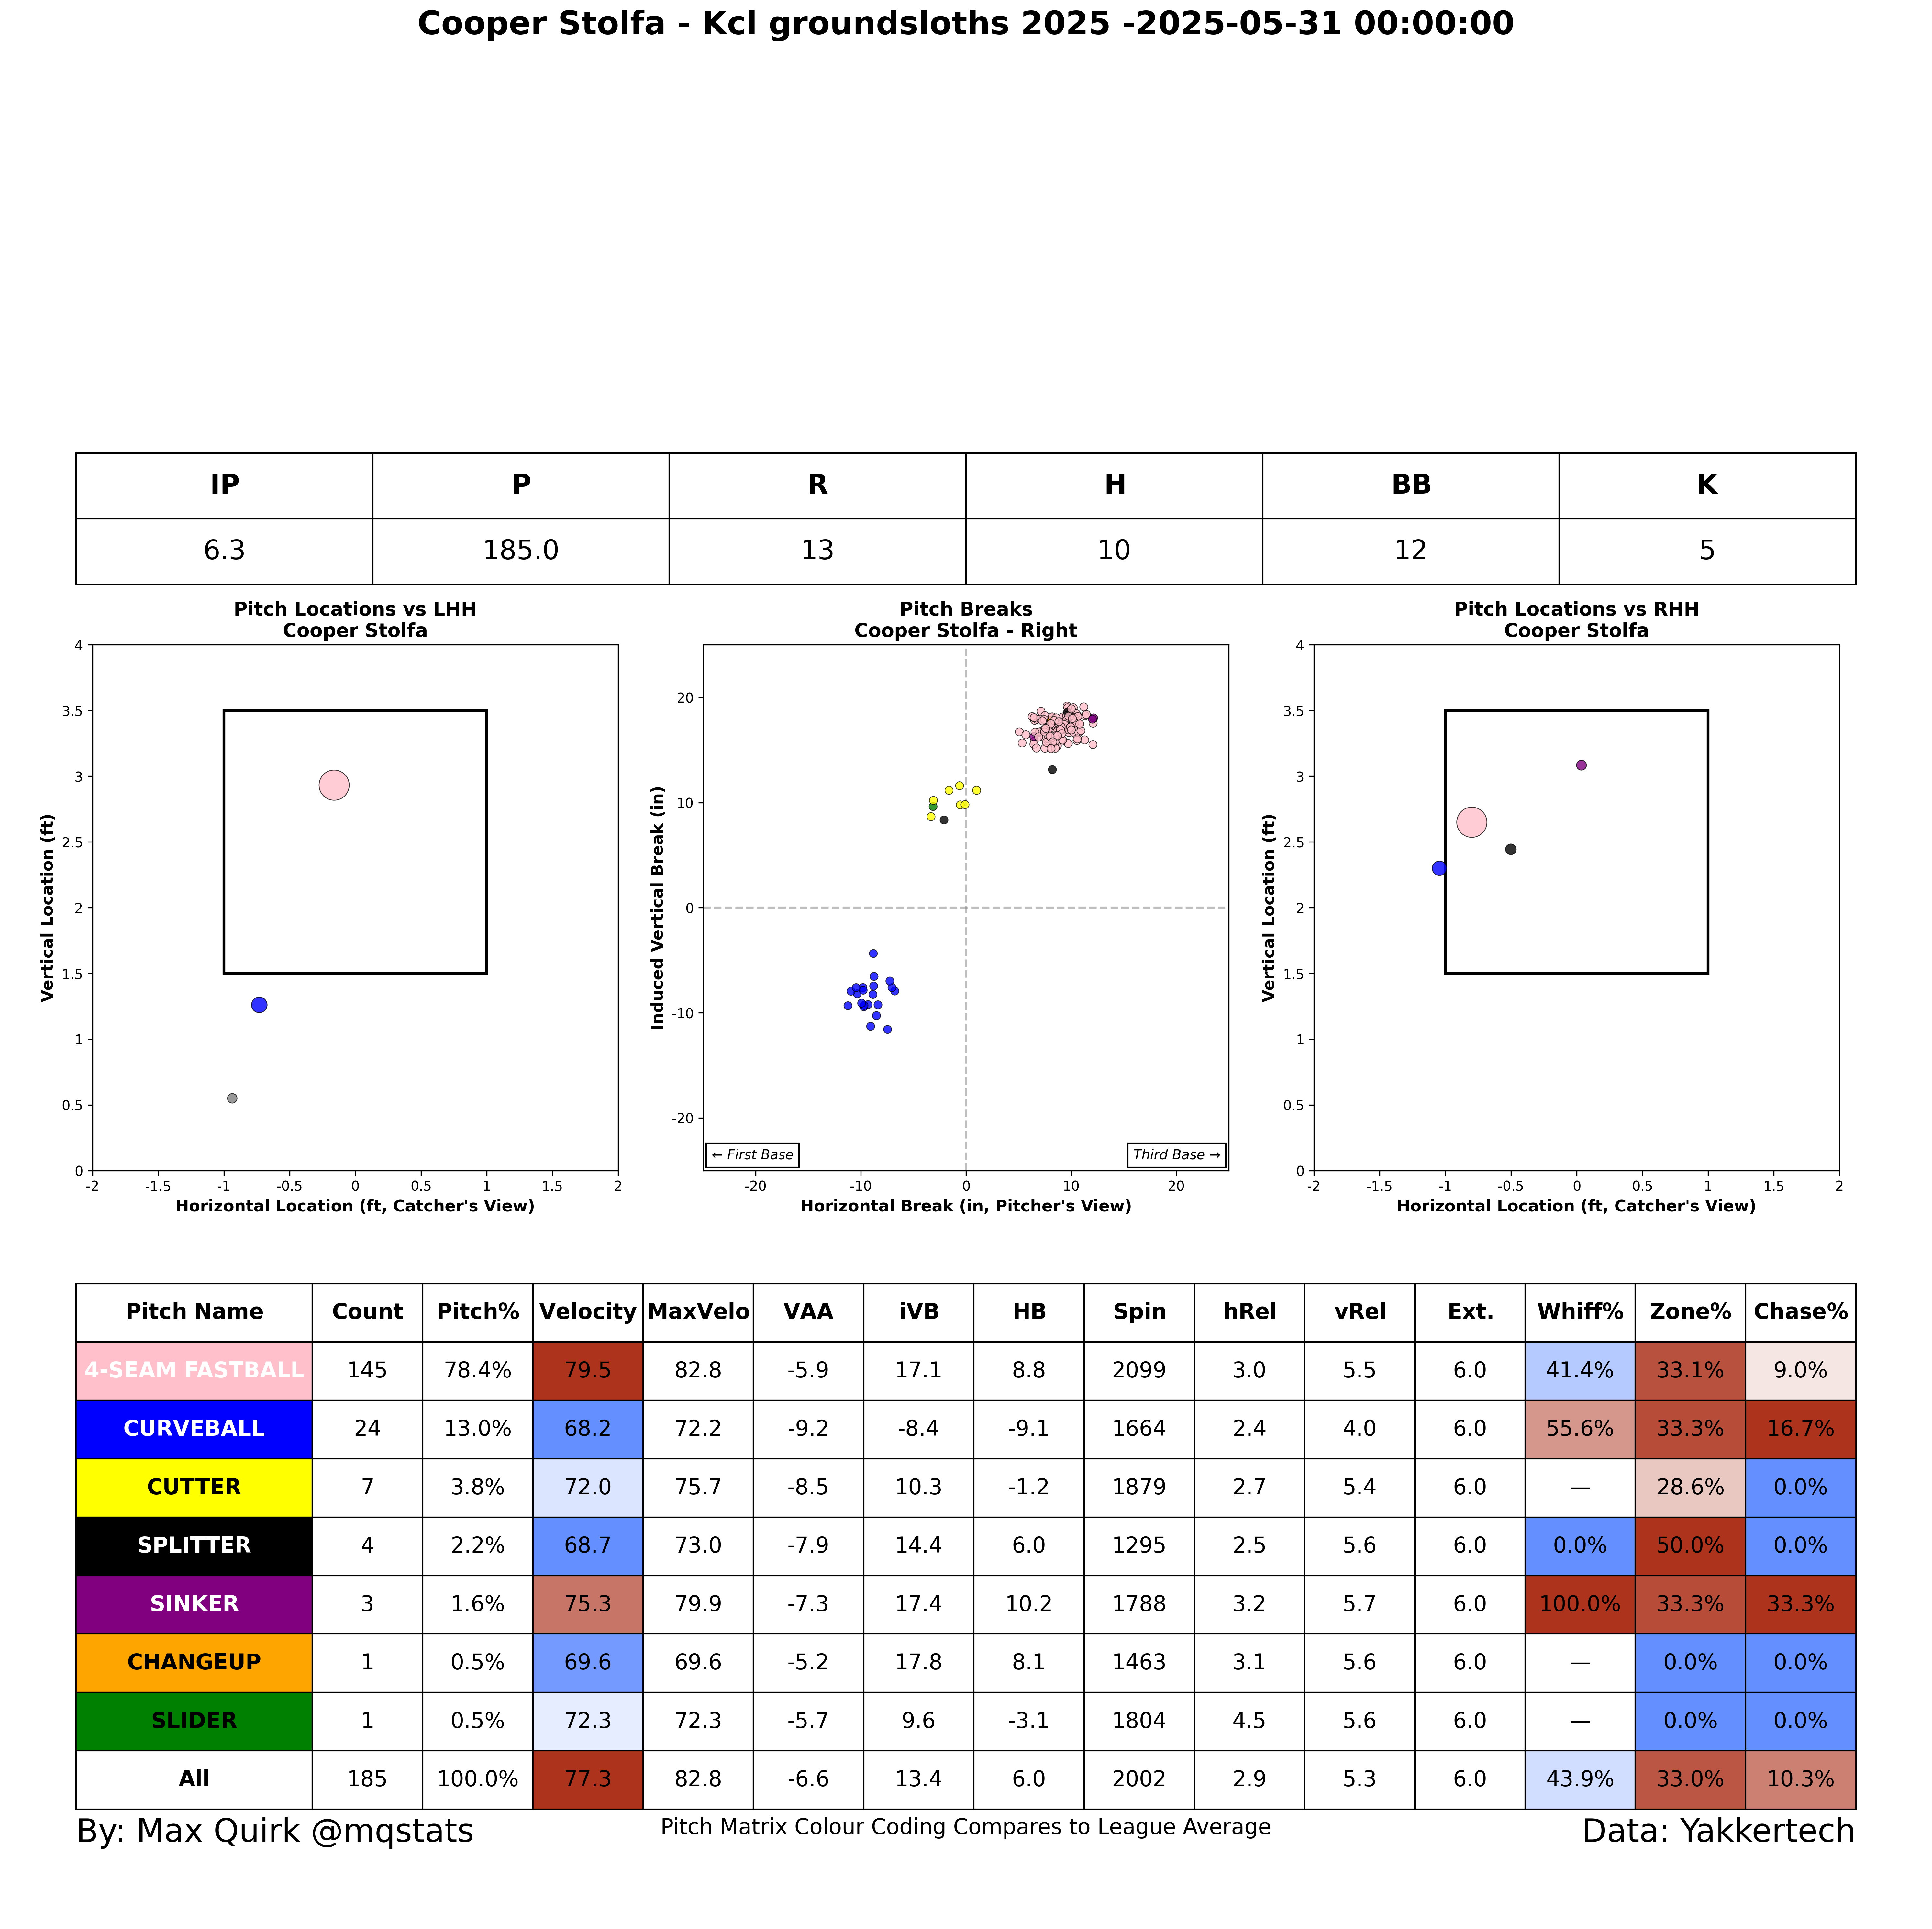 Cooper Stolfa - Kcl groundsloths 2025 -2025-05-31 00:00:00
IP P R H BB K
6.3 185.0 13 10 12 5
Pitch Locations vs LHH
Cooper Stolfa
4
3.5
3
2.5
2
1.5
1
0.5
0
-2 -1.5 -1 -0.5 0 0.5 1 1.5 2
Vertical Location (ft)
Horizontal Location (ft, Catcher's View)
Pitch Breaks
Cooper Stolfa - Right
20
10
0
-10
-20
-20 -10 0 10 20
Induced Vertical Break (in)
← First Base
Third Base →
Horizontal Break (in, Pitcher's View)
Pitch Locations vs RHH
Cooper Stolfa
4
3.5
3
2.5
2
1.5
1
0.5
0
-2 -1.5 -1 -0.5 0 0.5 1 1.5 2
Vertical Location (ft)
Horizontal Location (ft, Catcher's View)
Pitch Name Count Pitch% Velocity MaxVelo VAA iVB HB Spin hRel vRel Ext. Whiff% Zone% Chase%
4-SEAM FASTBALL 145 78.4% 79.5 82.8 -5.9 17.1 8.8 2099 3.0 5.5 6.0 41.4% 33.1% 9.0%
CURVEBALL 24 13.0% 68.2 72.2 -9.2 -8.4 -9.1 1664 2.4 4.0 6.0 55.6% 33.3% 16.7%
CUTTER 7 3.8% 72.0 75.7 -8.5 10.3 -1.2 1879 2.7 5.4 6.0 — 28.6% 0.0%
SPLITTER 4 2.2% 68.7 73.0 -7.9 14.4 6.0 1295 2.5 5.6 6.0 0.0% 50.0% 0.0%
SINKER 3 1.6% 75.3 79.9 -7.3 17.4 10.2 1788 3.2 5.7 6.0 100.0% 33.3% 33.3%
CHANGEUP 1 0.5% 69.6 69.6 -5.2 17.8 8.1 1463 3.1 5.6 6.0 — 0.0% 0.0%
SLIDER 1 0.5% 72.3 72.3 -5.7 9.6 -3.1 1804 4.5 5.6 6.0 — 0.0% 0.0%
All 185 100.0% 77.3 82.8 -6.6 13.4 6.0 2002 2.9 5.3 6.0 43.9% 33.0% 10.3%
By: Max Quirk @mqstats
Pitch Matrix Colour Coding Compares to League Average
Data: Yakkertech